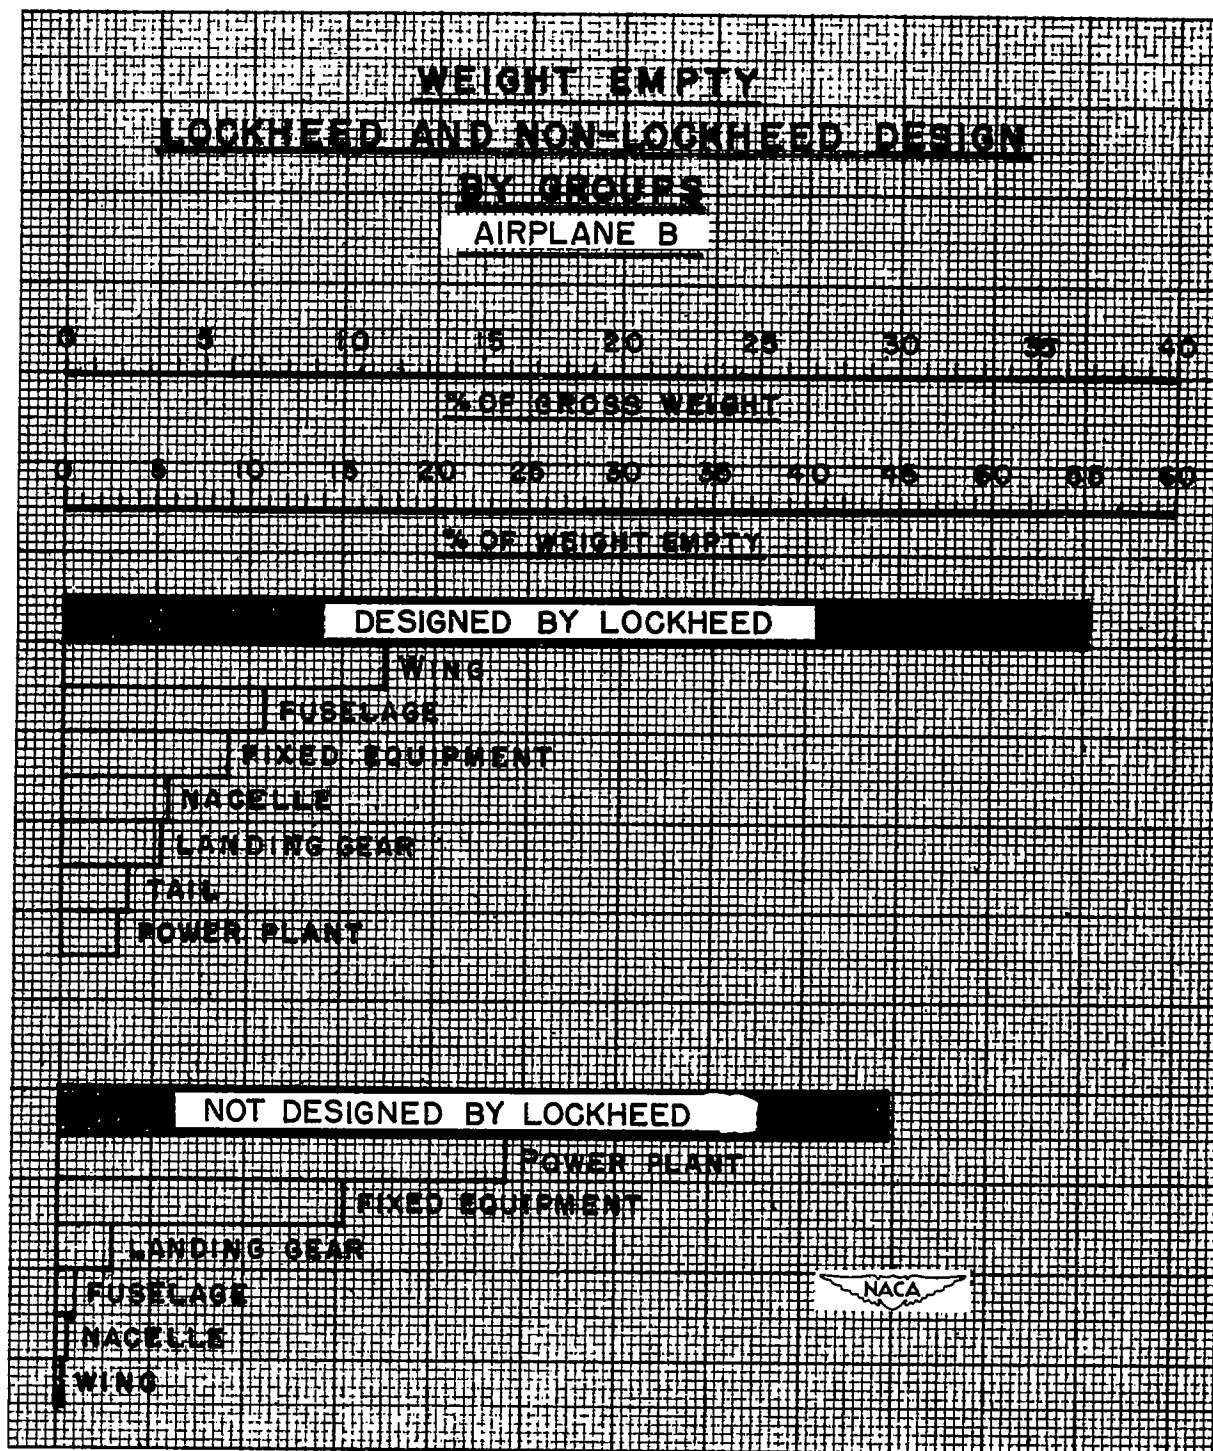 WEIGHT EMPTY
LOCKHEED AND NON-LOCKHEED DESIGN
BY GROUPS
AIRPLANE B
0 5 10 15 20 25 30 35 40
% OF GROSS WEIGHT
0 5 10 15 20 25 30 35 40 45 50 55 60
% OF WEIGHT EMPTY
DESIGNED BY LOCKHEED
WING
FUSELAGE
FIXED EQUIPMENT
NACELLE
LANDING GEAR
TAIL
POWER PLANT
NOT DESIGNED BY LOCKHEED
POWER PLANT
FIXED EQUIPMENT
LANDING GEAR
FUSELAGE
NACA
NACELLE
WING